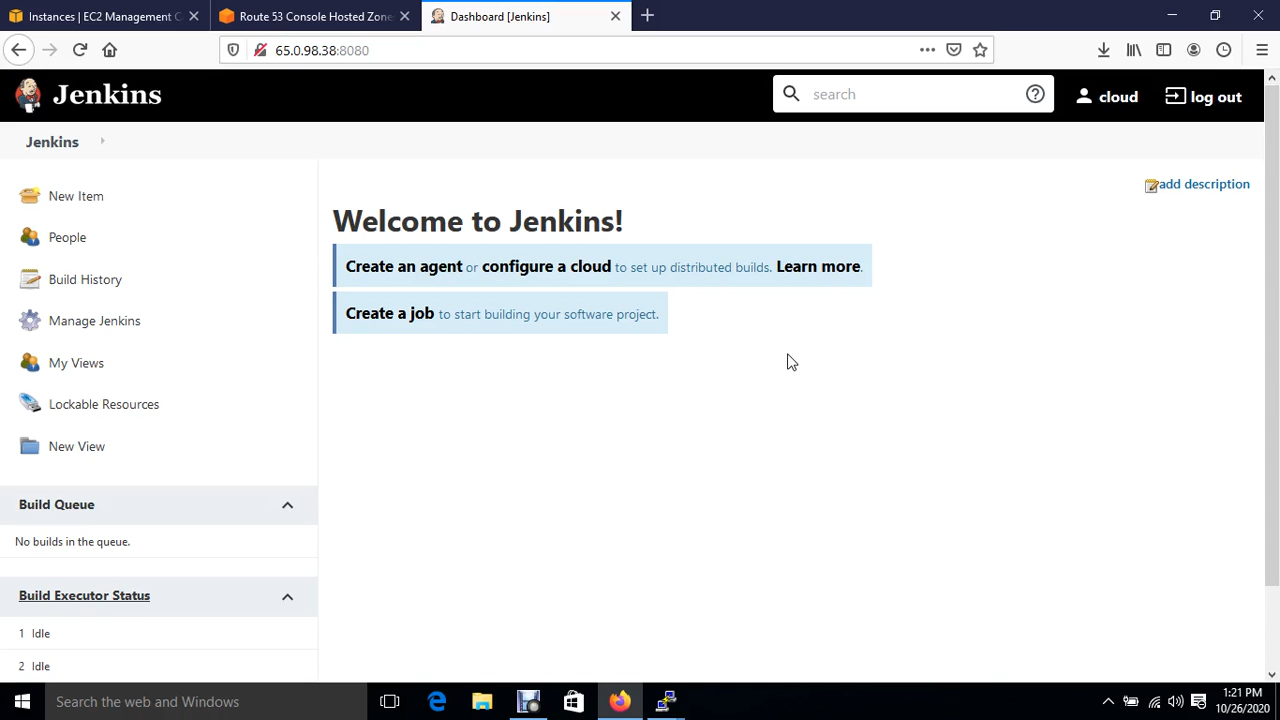 Instances | EC2 Management C
Route 53 Console Hosted Zone
Dashboard [Jenkins]
65.0.98.38:8080
Jenkins
search
cloud
log out
Jenkins
add description
New Item
People
Build History
Manage Jenkins
My Views
Lockable Resources
New View
Welcome to Jenkins!
Create an agent or configure a cloud to set up distributed builds. Learn more.
Create a job to start building your software project.
Build Queue
No builds in the queue.
Build Executor Status
1 Idle
2 Idle
Search the web and Windows
1:21 PM
10/26/2020